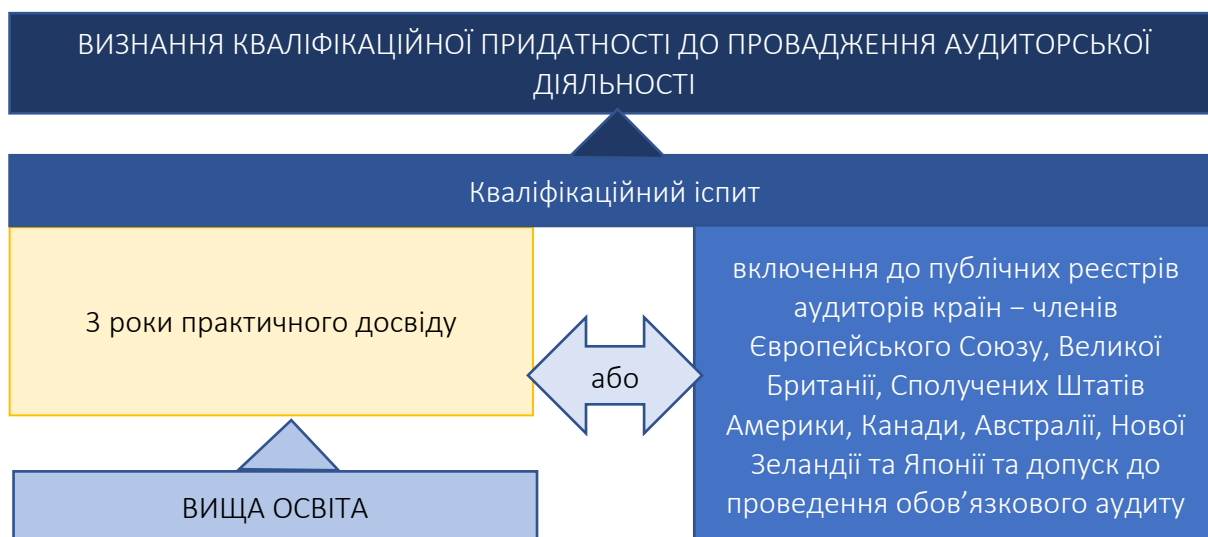 ВИЗНАННЯ КВАЛІФІКАЦІЙНОЇ ПРИДАТНОСТІ ДО ПРОВАДЖЕННЯ АУДИТОРСЬКОЇ
ДІЯЛЬНОСТІ
Кваліфікаційний іспит
3 роки практичного досвіду
або
включення до публічних реєстрів
аудиторів країн – членів
Європейського Союзу, Великої
Британії, Сполучених Штатів
Америки, Канади, Австралії, Нової
Зеландії та Японії та допуск до
проведення обов’язкового аудиту
ВИЩА ОСВІТА